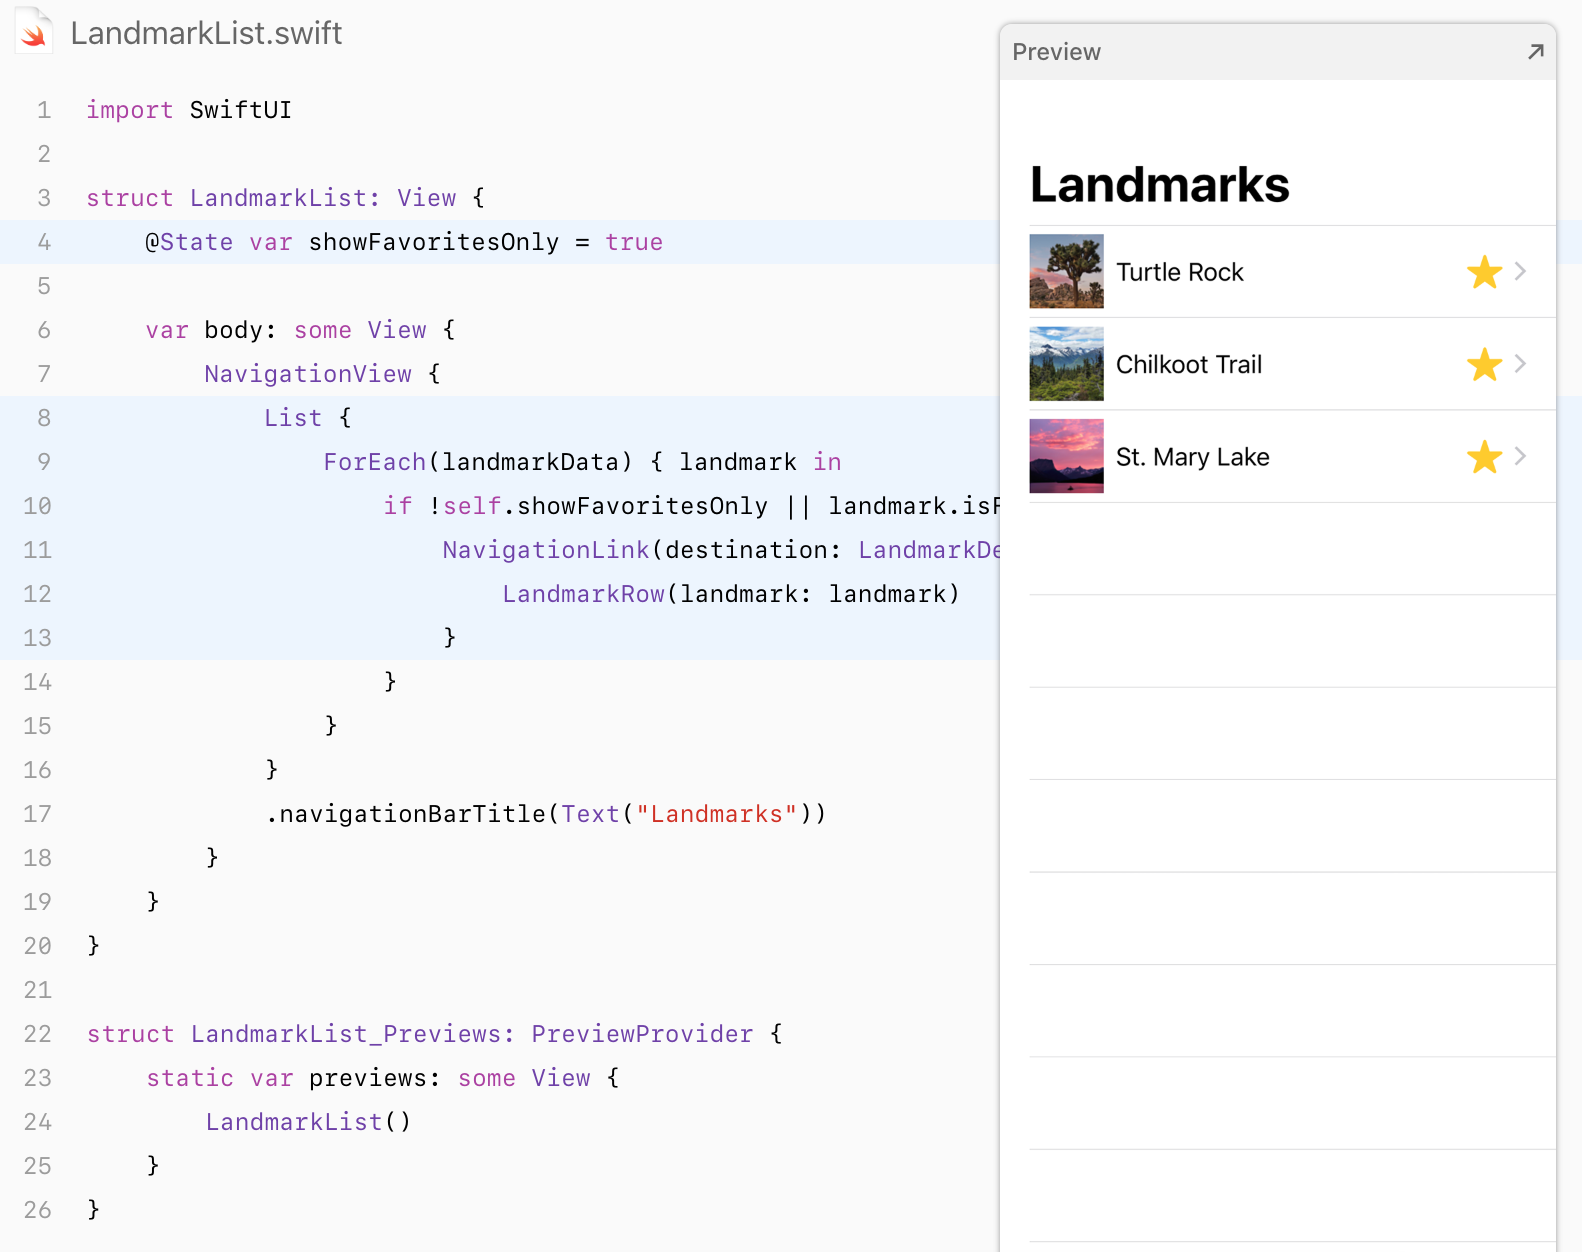 LandmarkList.swift
1 import SwiftUI
2
3 struct LandmarkList: View {
4 @State var showFavoritesOnly = true
5
6 var body: some View {
7 NavigationView {
8 List {
9 ForEach(landmarkData) { landmark in
10 if !self.showFavoritesOnly || landmark.isF
11 NavigationLink(destination: LandmarkDe
12 LandmarkRow(landmark: landmark)
13 }
14 }
15 }
16 }
17 .navigationBarTitle(Text("Landmarks"))
18 }
19 }
20 }
21
22 struct LandmarkList_Previews: PreviewProvider {
23 static var previews: some View {
24 LandmarkList()
25 }
26 }
Preview
Landmarks
Turtle Rock
Chilkoot Trail
St. Mary Lake